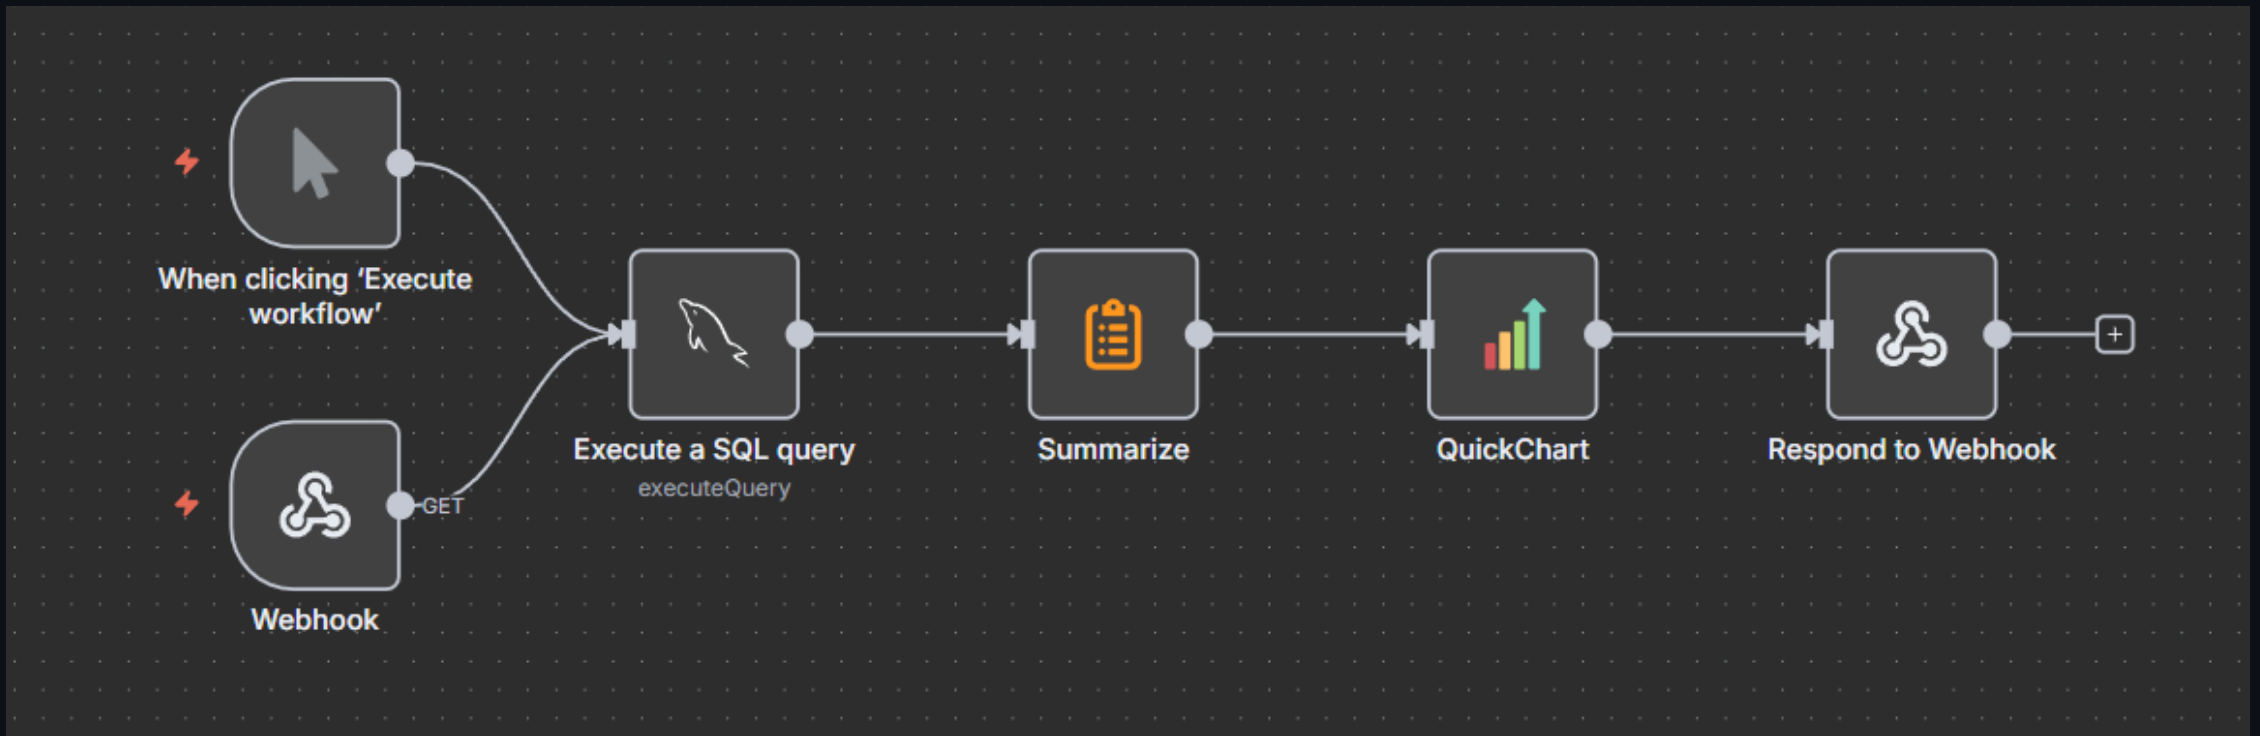 When clicking ‘Execute
workflow’
GET
Webhook
Execute a SQL query
executeQuery
Summarize
QuickChart
Respond to Webhook